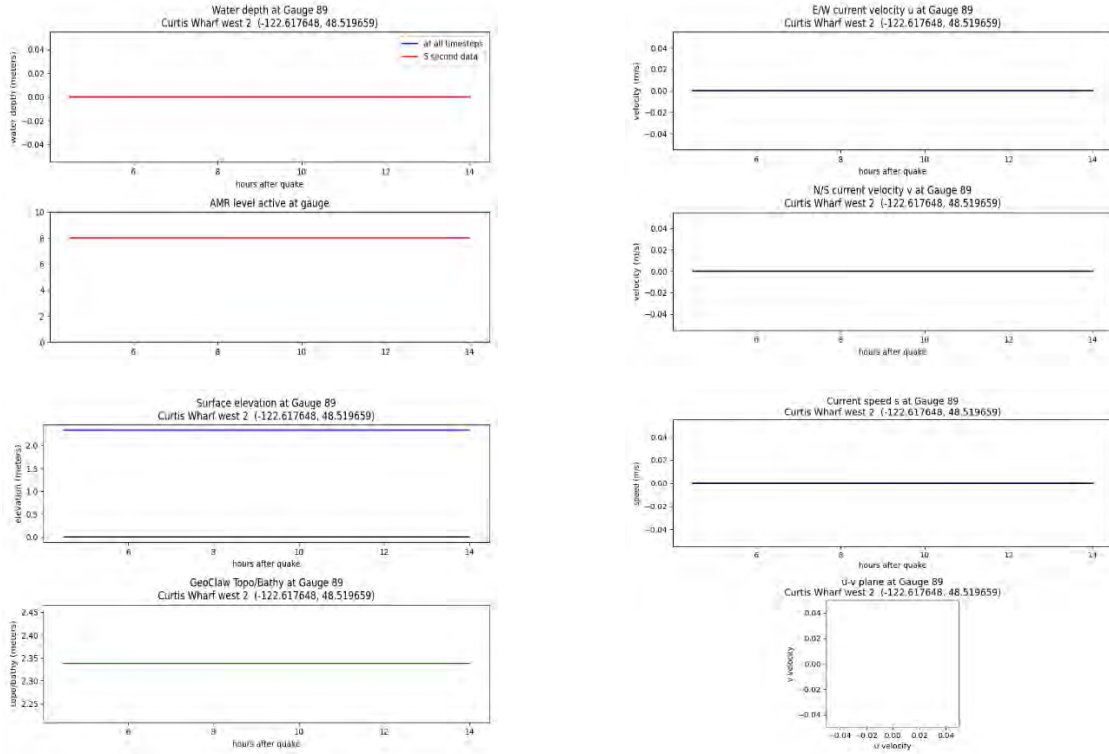 Water depth at Gauge 89
Curtis Wharf west 2 (-122.617648, 48.519659)
at all timesteps
5 second data
water depth (meters)
0.04
0.02
0.00
−0.02
−0.04
6 8 10 12 14
hours after quake
AMR level active at gauge
10
8
6
4
2
0
6 8 10 12 14
hours after quake
Surface elevation at Gauge 89
Curtis Wharf west 2 (-122.617648, 48.519659)
elevation (meters)
2.0
1.5
1.0
0.5
0.0
6 8 10 12 14
hours after quake
GeoClaw Topo/Bathy at Gauge 89
Curtis Wharf west 2 (-122.617648, 48.519659)
topo/bathy (meters)
2.45
2.40
2.35
2.30
2.25
6 8 10 12 14
hours after quake
E/W current velocity u at Gauge 89
Curtis Wharf west 2 (-122.617648, 48.519659)
velocity (m/s)
0.04
0.02
0.00
−0.02
−0.04
6 8 10 12 14
hours after quake
N/S current velocity v at Gauge 89
Curtis Wharf west 2 (-122.617648, 48.519659)
velocity (m/s)
0.04
0.02
0.00
−0.02
−0.04
6 8 10 12 14
hours after quake
Current speed s at Gauge 89
Curtis Wharf west 2 (-122.617648, 48.519659)
speed (m/s)
0.04
0.02
0.00
−0.02
−0.04
6 8 10 12 14
hours after quake
u-v plane at Gauge 89
Curtis Wharf west 2 (-122.617648, 48.519659)
v velocity
0.04
0.02
0.00
−0.02
−0.04
−0.04 −0.02 0.00 0.02 0.04
u velocity